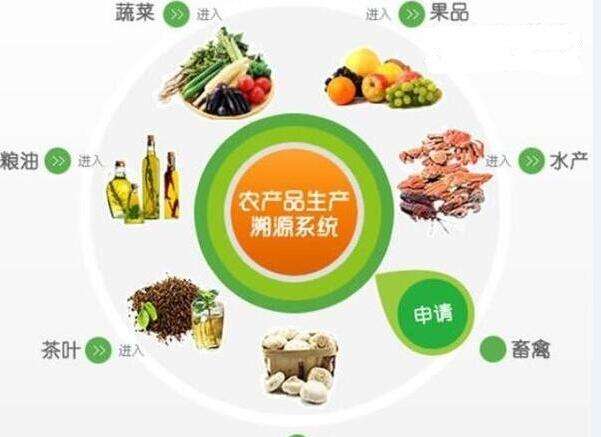 蔬菜 进入
进入 果品
粮油 进入
进入 水产
农产品生产
溯源系统
申请
茶叶 进入
畜禽